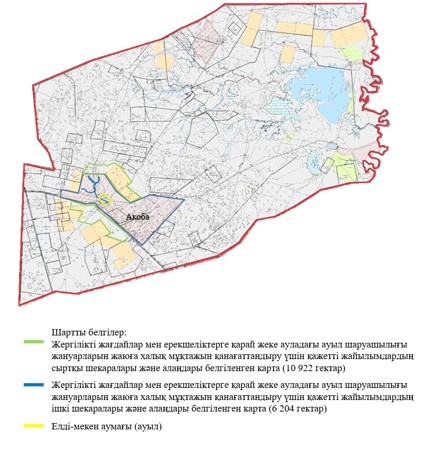 Ақоба
Шартты белгілер:
Жергілікті жағдайлар мен ерекшеліктерге қарай жеке ауладағы ауыл шаруашылығы
жануарларын жаюға халық мұқтажын қанағаттандыру үшін қажетті жайылымдардың
сыртқы шекаралары және алаңдары белгіленген карта (10 922 гектар)
Жергілікті жағдайлар мен ерекшеліктерге қарай жеке ауладағы ауыл шаруашылығы
жануарларын жаюға халық мұқтажын қанағаттандыру үшін қажетті жайылымдардың
ішкі шекаралары және алаңдары белгіленген карта (6 204 гектар)
Елді-мекен аумағы (ауыл)